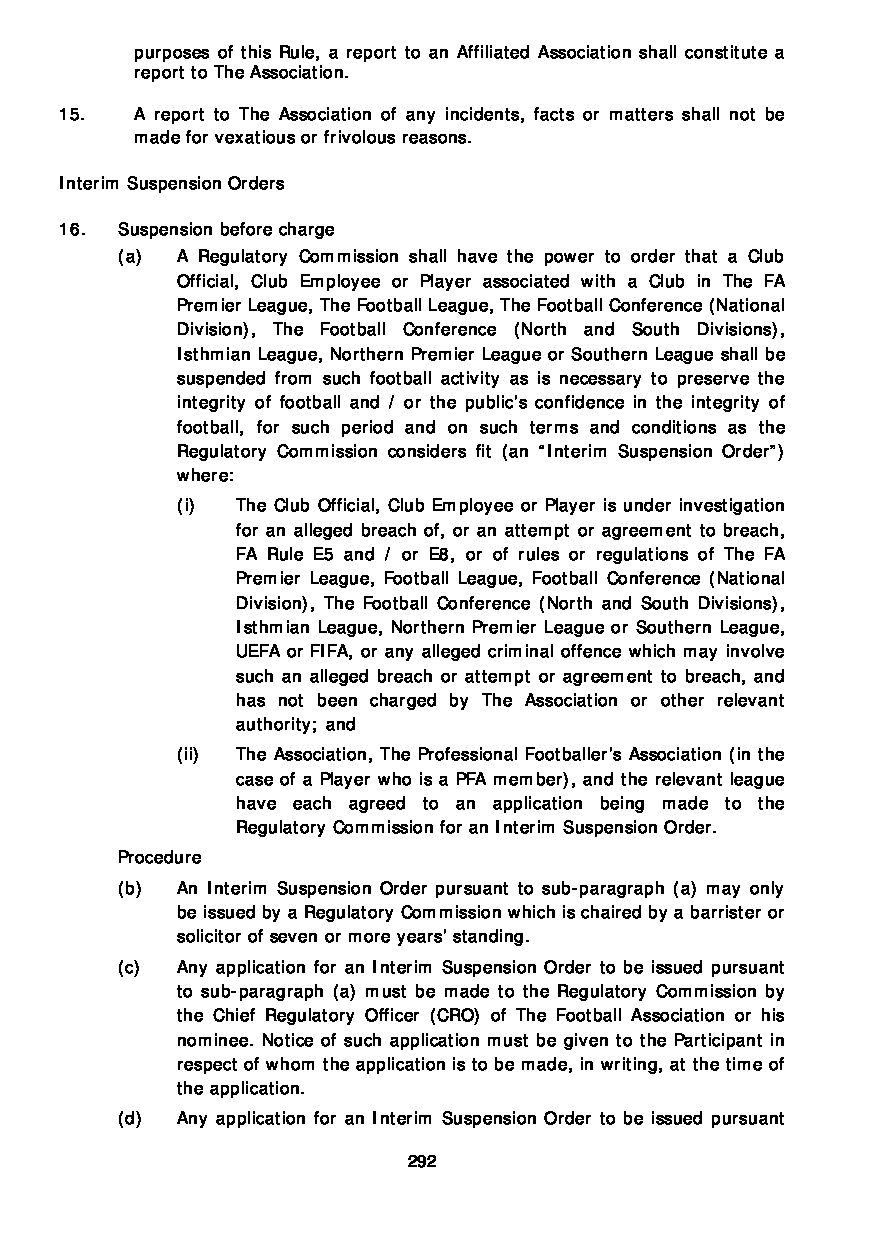 purposes of this Rule, a report to an Affiliated Association shall constitute a
report to The Association.
15. A report to The Association of any incidents, facts or matters shall not be
made for vexatious or frivolous reasons.
Interim Suspension Orders
16. Suspension before charge
(a) A Regulatory Commission shall have the power to order that a Club
Official, Club Employee or Player associated with a Club in The FA
Premier League, The Football League, The Football Conference (National
Division), The Football Conference (North and South Divisions),
Isthmian League, Northern Premier League or Southern League shall be
suspended from such football activity as is necessary to preserve the
integrity of football and / or the public's confidence in the integrity of
football, for such period and on such terms and conditions as the
Regulatory Commission considers fit (an “Interim Suspension Order”)
where:
(i) The Club Official, Club Employee or Player is under investigation
for an alleged breach of, or an attempt or agreement to breach,
FA Rule E5 and / or E8, or of rules or regulations of The FA
Premier League, Football League, Football Conference (National
Division), The Football Conference (North and South Divisions),
Isthmian League, Northern Premier League or Southern League,
UEFA or FIFA, or any alleged criminal offence which may involve
such an alleged breach or attempt or agreement to breach, and
has not been charged by The Association or other relevant
authority; and
(ii) The Association, The Professional Footballer's Association (in the
case of a Player who is a PFA member), and the relevant league
have each agreed to an application being made to the
Regulatory Commission for an Interim Suspension Order.
Procedure
(b) An Interim Suspension Order pursuant to sub-paragraph (a) may only
be issued by a Regulatory Commission which is chaired by a barrister or
solicitor of seven or more years' standing.
(c) Any application for an Interim Suspension Order to be issued pursuant
to sub-paragraph (a) must be made to the Regulatory Commission by
the Chief Regulatory Officer (CRO) of The Football Association or his
nominee. Notice of such application must be given to the Participant in
respect of whom the application is to be made, in writing, at the time of
the application.
(d) Any application for an Interim Suspension Order to be issued pursuant
292